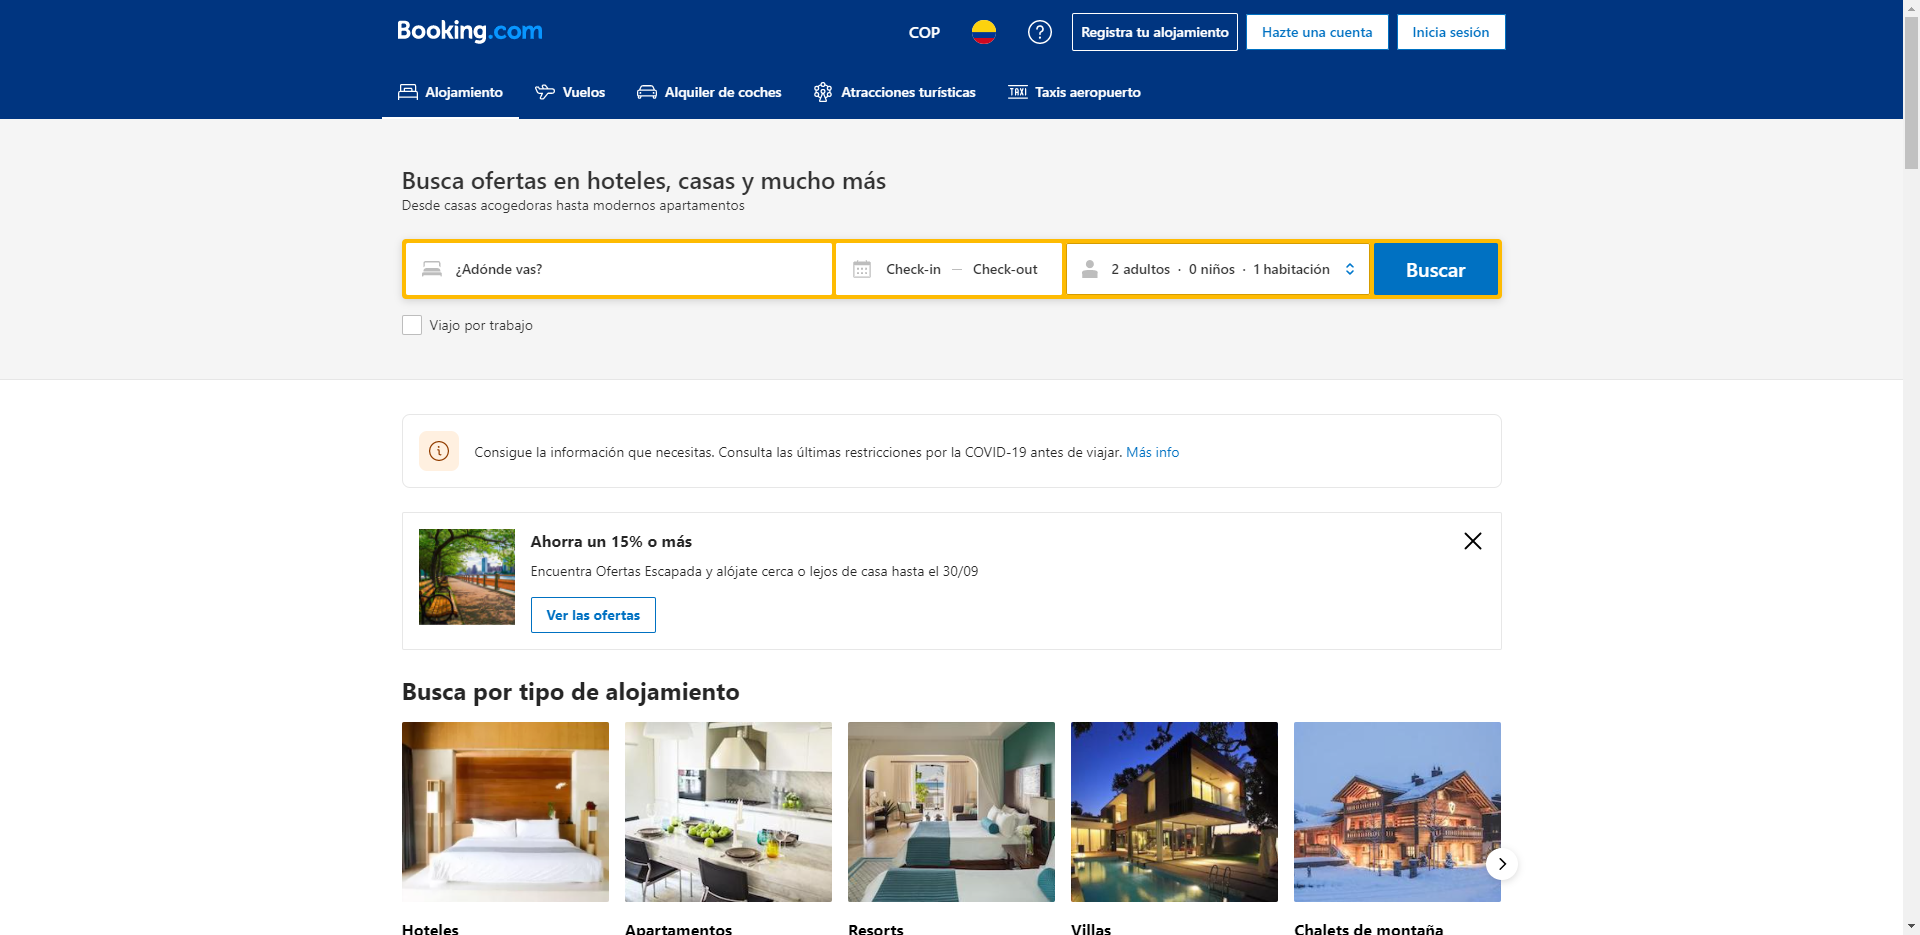 Booking.com
COP
Registra tu alojamiento
Hazte una cuenta
Inicia sesión
Alojamiento
Vuelos
Alquiler de coches
Atracciones turísticas
TAXI
Taxis aeropuerto
Busca ofertas en hoteles, casas y mucho más
Desde casas acogedoras hasta modernos apartamentos
¿Adónde vas?
Check-in — Check-out
2 adultos · 0 niños · 1 habitación
Buscar
Viajo por trabajo
Consigue la información que necesitas. Consulta las últimas restricciones por la COVID-19 antes de viajar. Más info
Ahorra un 15% o más
Encuentra Ofertas Escapada y alójate cerca o lejos de casa hasta el 30/09
Ver las ofertas
Busca por tipo de alojamiento
Hoteles
Apartamentos
Resorts
Villas
Chalets de montaña